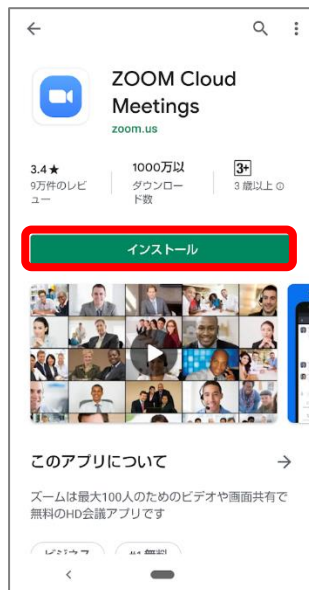 ZOOM Cloud
Meetings
zoom.us
3.4★
9万件のレビ
ュー
1000万以
ダウンロー
ド数
3+
3 歳以上
インストール
このアプリについて
ズームは最大100人のためのビデオや画面共有で
無料のHD会議アプリです